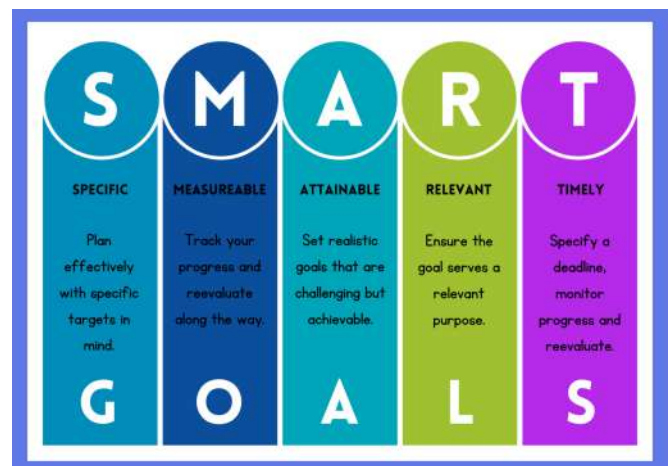 S M A R T
SPECIFIC
Plan
effectively
with specific
targets in
mind.
MEASUREABLE
Track your
progress and
reevaluate
along the way.
ATTAINABLE
Set realistic
goals that are
challenging but
achievable.
RELEVANT
Ensure the
goal serves a
relevant
purpose.
TIMELY
Specify a
deadline,
monitor
progress and
reevaluate.
G O A L S